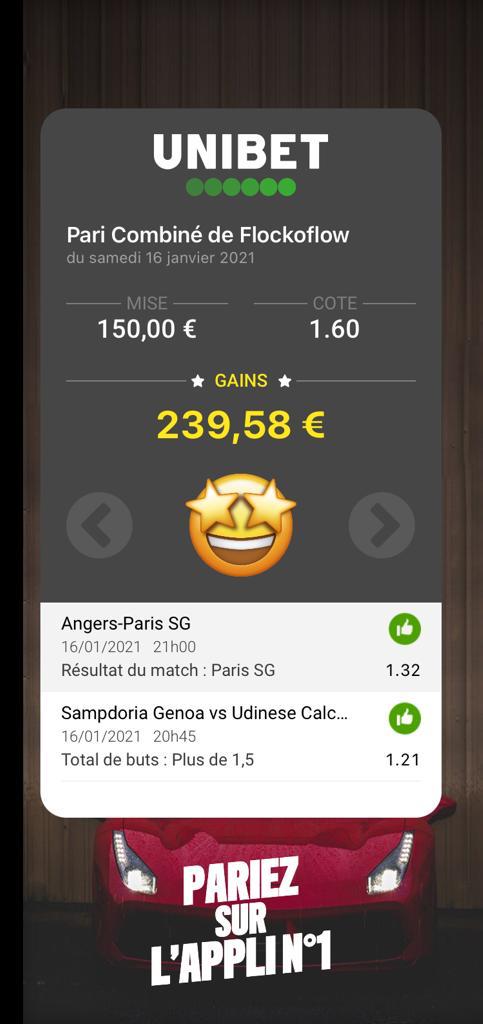 UNIBET
Pari Combiné de Flockoflow
du samedi 16 janvier 2021
MISE
COTE
150,00 €
1.60
GAINS
239,58 €
Angers-Paris SG
16/01/2021 21h00
Résultat du match : Paris SG 1.32
Sampdoria Genoa vs Udinese Calc...
16/01/2021 20h45
Total de buts : Plus de 1,5 1.21
PARIEZ
SUR
L'APPLI N°1